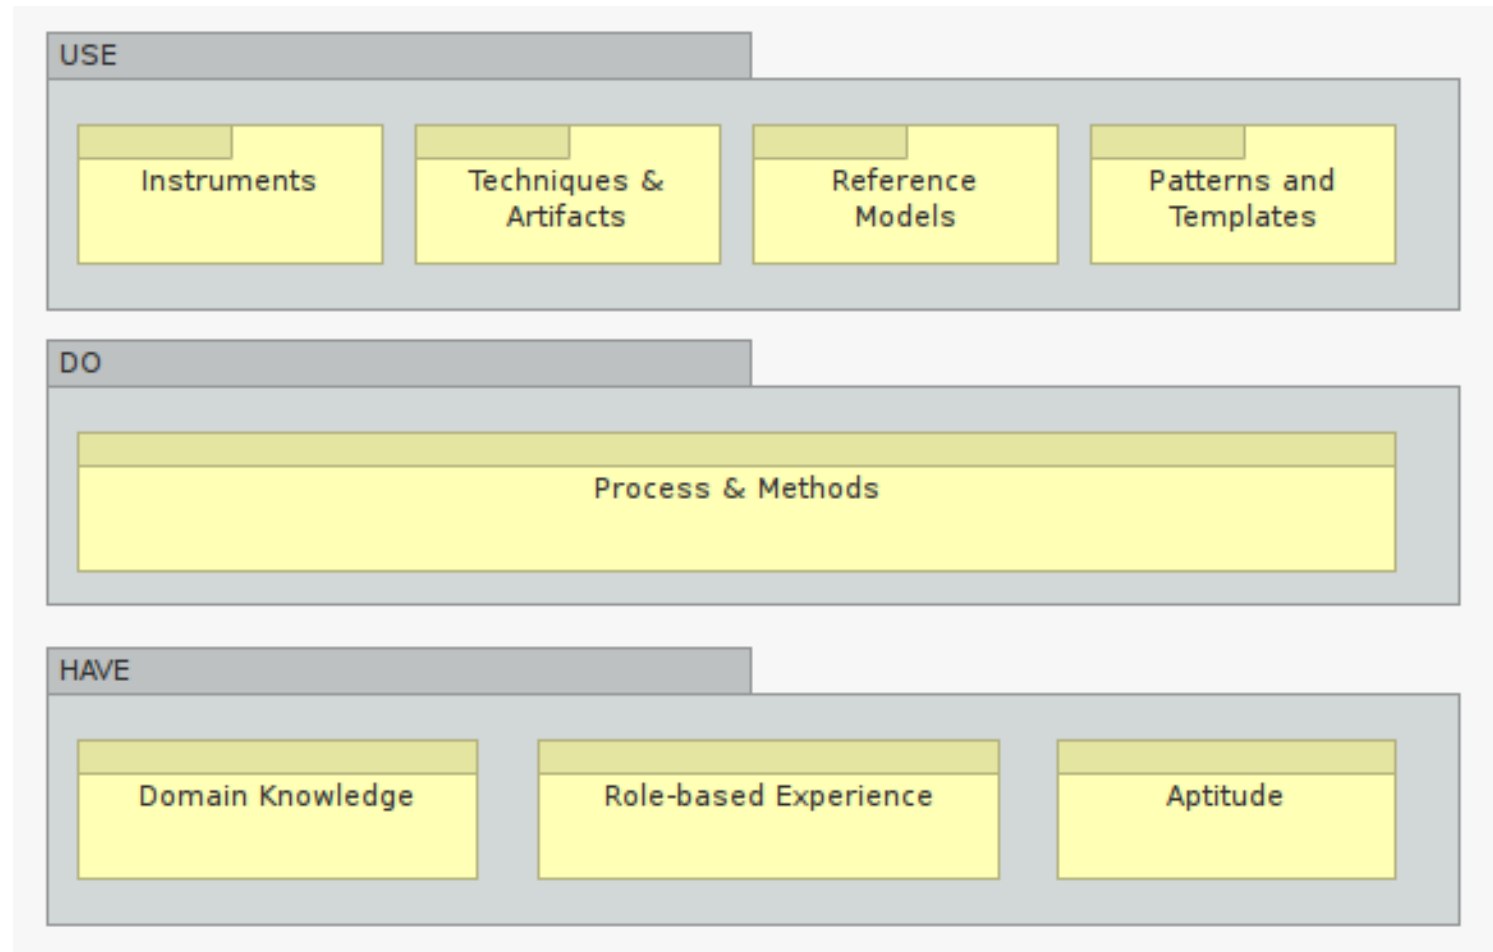 USE
Instruments
Techniques &
Artifacts
Reference
Models
Patterns and
Templates
DO
Process & Methods
HAVE
Domain Knowledge
Role-based Experience
Aptitude